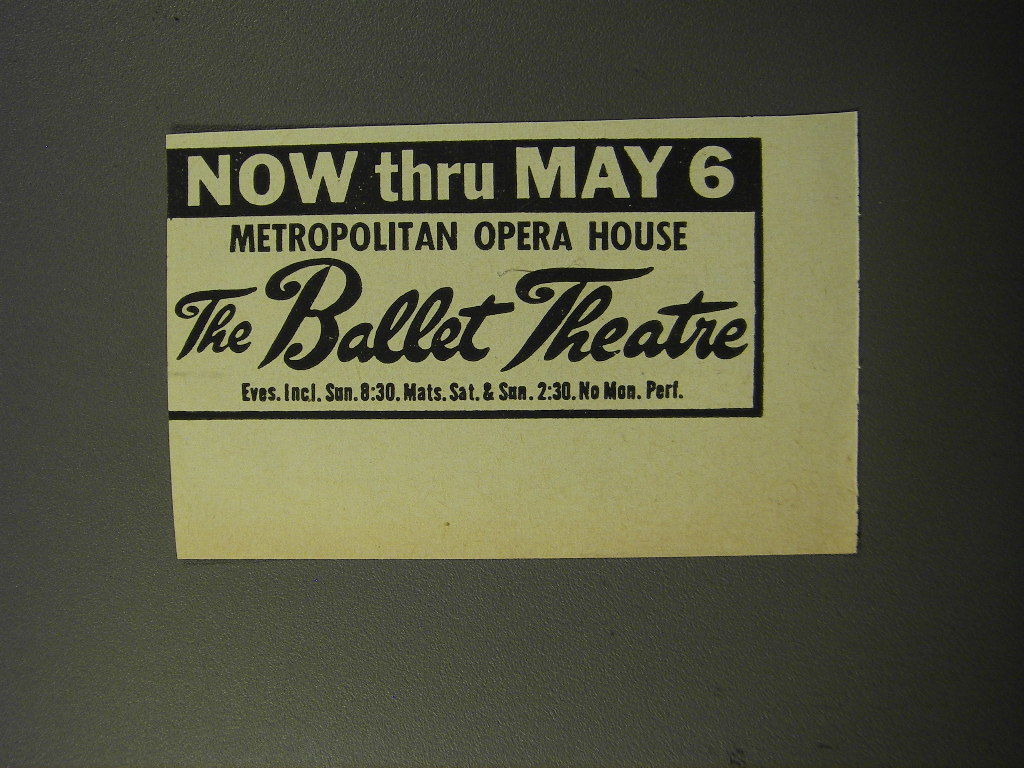 NOW thru MAY 6
METROPOLITAN OPERA HOUSE
The Ballet Theatre
Eves. Incl. Sun. 8:30. Mats. Sat. & Sun. 2:30. No Mon. Perf.